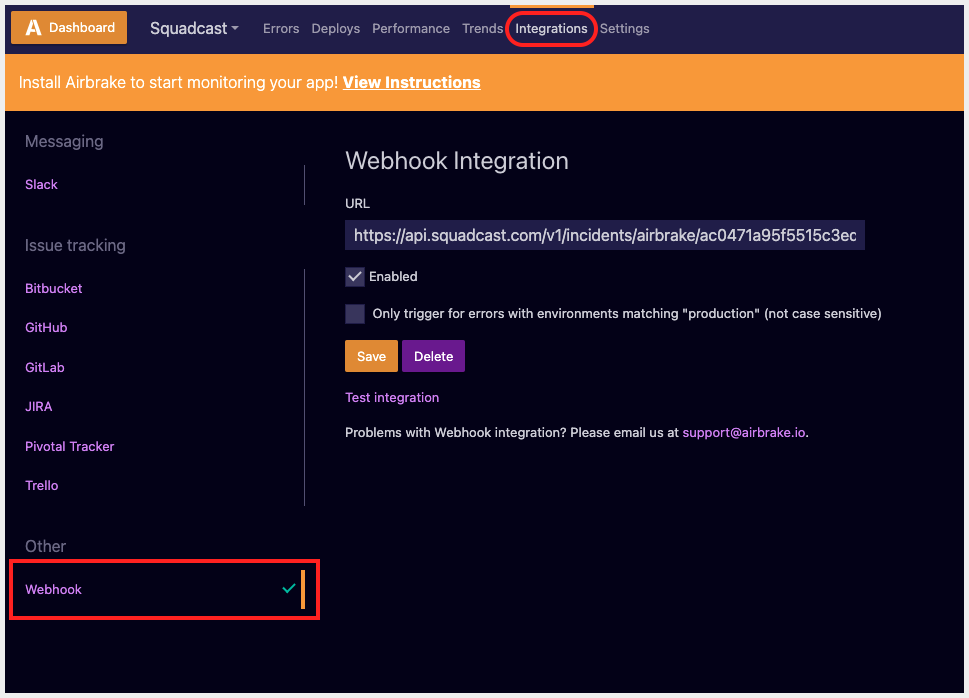 Dashboard Squadcast Errors Deploys Performance Trends Integrations Settings
Install Airbrake to start monitoring your app! View Instructions
Messaging
Slack
Issue tracking
Bitbucket
GitHub
GitLab
JIRA
Pivotal Tracker
Trello
Other
Webhook
Webhook Integration
URL
https://api.squadcast.com/v1/incidents/airbrake/ac0471a95f5515c3ec
Enabled
Only trigger for errors with environments matching "production" (not case sensitive)
Save Delete
Test integration
Problems with Webhook integration? Please email us at support@airbrake.io.